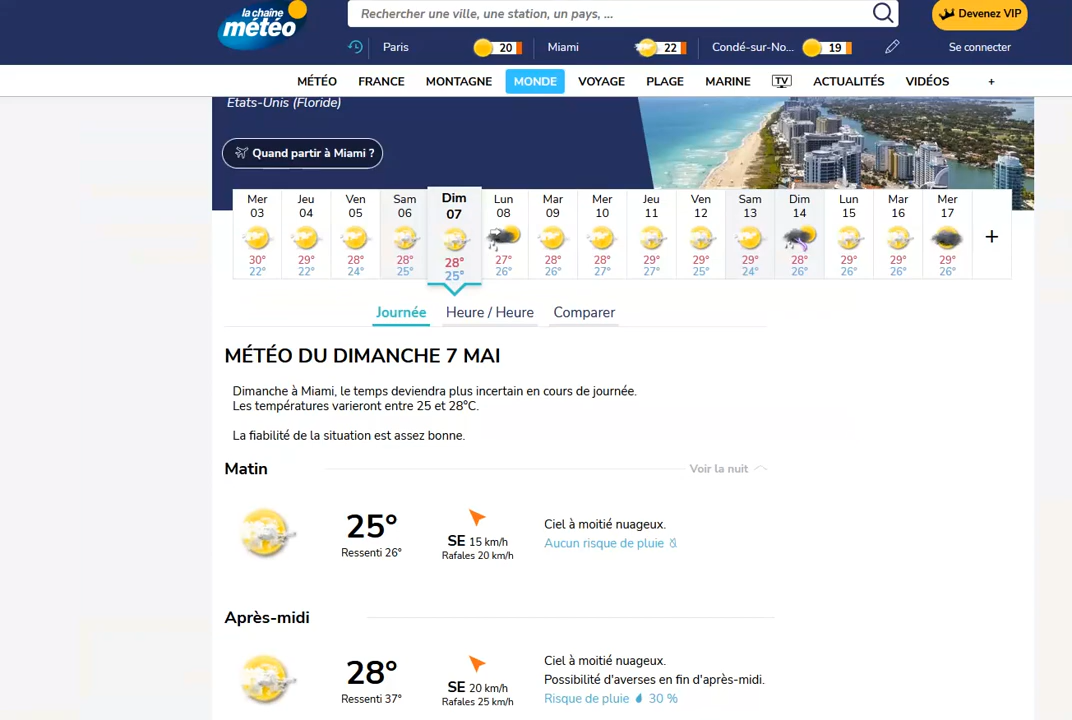 la chaîne
météo
Rechercher une ville, une station, un pays, ...
Devenez VIP
Paris 20 Miami 22 Condé-sur-No... 19 Se connecter
MÉTÉO FRANCE MONTAGNE MONDE VOYAGE PLAGE MARINE TV ACTUALITÉS VIDÉOS +
Etats-Unis (Floride)
Quand partir à Miami ?
Mer Jeu Ven Sam Dim Lun Mar Mer Jeu Ven Sam Dim Lun Mar Mer
03 04 05 06 07 08 09 10 11 12 13 14 15 16 17
+
30° 29° 28° 28° 28° 27° 28° 28° 29° 29° 29° 28° 29° 29° 29°
22° 22° 24° 25° 25° 26° 26° 27° 27° 25° 24° 26° 26° 26° 26°
Journée Heure / Heure Comparer
MÉTÉO DU DIMANCHE 7 MAI
Dimanche à Miami, le temps deviendra plus incertain en cours de journée.
Les températures varieront entre 25 et 28°C.
La fiabilité de la situation est assez bonne.
Matin Voir la nuit
25°
Ressenti 26°
SE 15 km/h
Rafales 20 km/h
Ciel à moitié nuageux.
Aucun risque de pluie
Après-midi
28°
Ressenti 37°
SE 20 km/h
Rafales 25 km/h
Ciel à moitié nuageux.
Possibilité d'averses en fin d'après-midi.
Risque de pluie 30 %